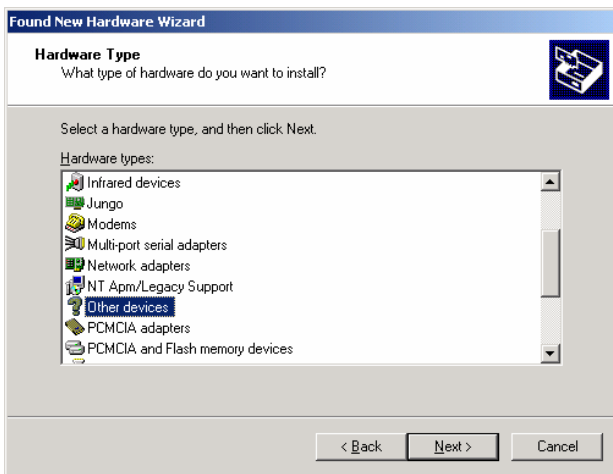 Found New Hardware Wizard
Hardware Type
What type of hardware do you want to install?
Select a hardware type, and then click Next.
Hardware types:
Infrared devices
Jungo
Modems
Multi-port serial adapters
Network adapters
NT Apm/Legacy Support
Other devices
PCMCIA adapters
PCMCIA and Flash memory devices
< Back Next > Cancel